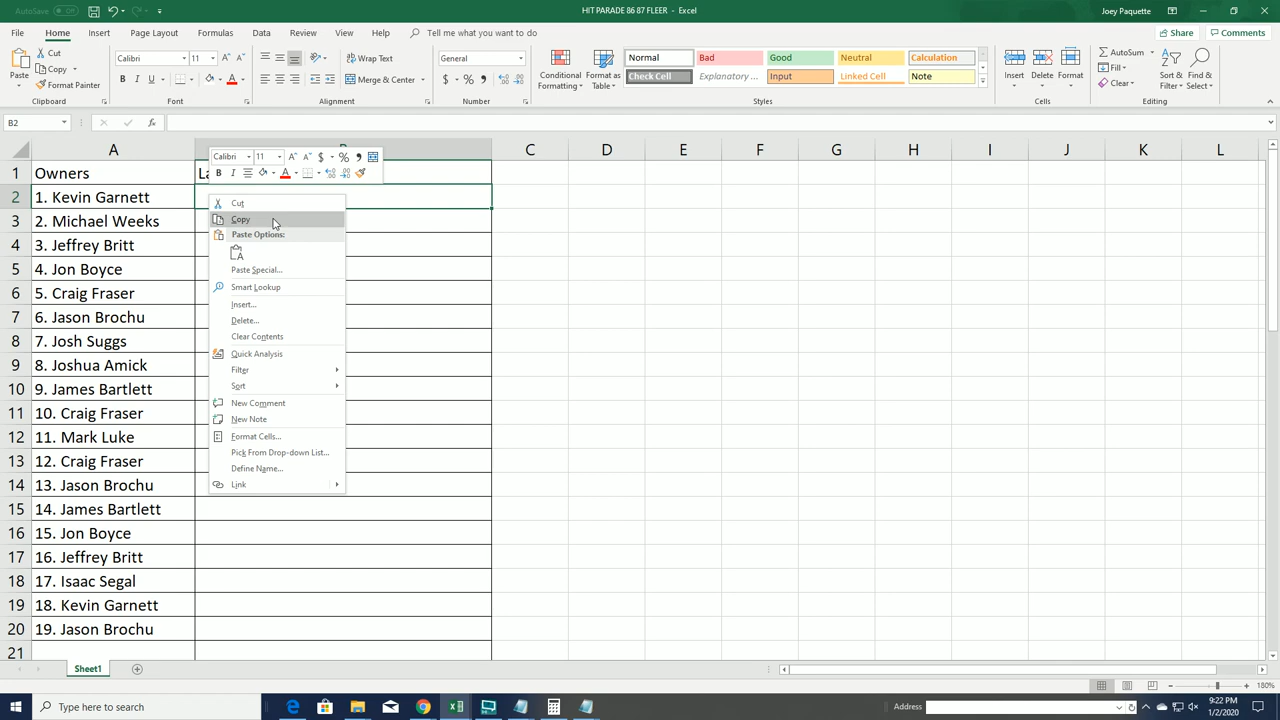 AutoSave Off
HIT PARADE 86 87 FLEER - Excel
Joey Paquette
File Home Insert Page Layout Formulas Data Review View Help Tell me what you want to do
Share Comments
Paste
Cut
Copy
Format Painter
Clipboard
Calibri 11
B I U
Font
Wrap Text
Merge & Center
Alignment
General
$ % 9
Number
Conditional Formatting
Format as Table
Normal Bad Good Neutral Calculation
Check Cell Explanatory ... Input Linked Cell Note
Styles
Insert Delete Format
Cells
AutoSum
Fill
Clear
Sort & Filter
Find & Select
Editing
B2
fx
A C D E F G H I J K L
Calibri 11 $ %
B I A
1 Owners
2 1. Kevin Garnett
3 2. Michael Weeks
4 3. Jeffrey Britt
5 4. Jon Boyce
6 5. Craig Fraser
7 6. Jason Brochu
8 7. Josh Suggs
9 8. Joshua Amick
10 9. James Bartlett
11 10. Craig Fraser
12 11. Mark Luke
13 12. Craig Fraser
14 13. Jason Brochu
15 14. James Bartlett
16 15. Jon Boyce
17 16. Jeffrey Britt
18 17. Isaac Segal
19 18. Kevin Garnett
20 19. Jason Brochu
21
Cut
Copy
Paste Options:
Paste Special...
Smart Lookup
Insert...
Delete...
Clear Contents
Quick Analysis
Filter
Sort
New Comment
New Note
Format Cells...
Pick From Drop-down List...
Define Name...
Link
Sheet1
180%
Type here to search
Address
9:22 PM
1/2/2020